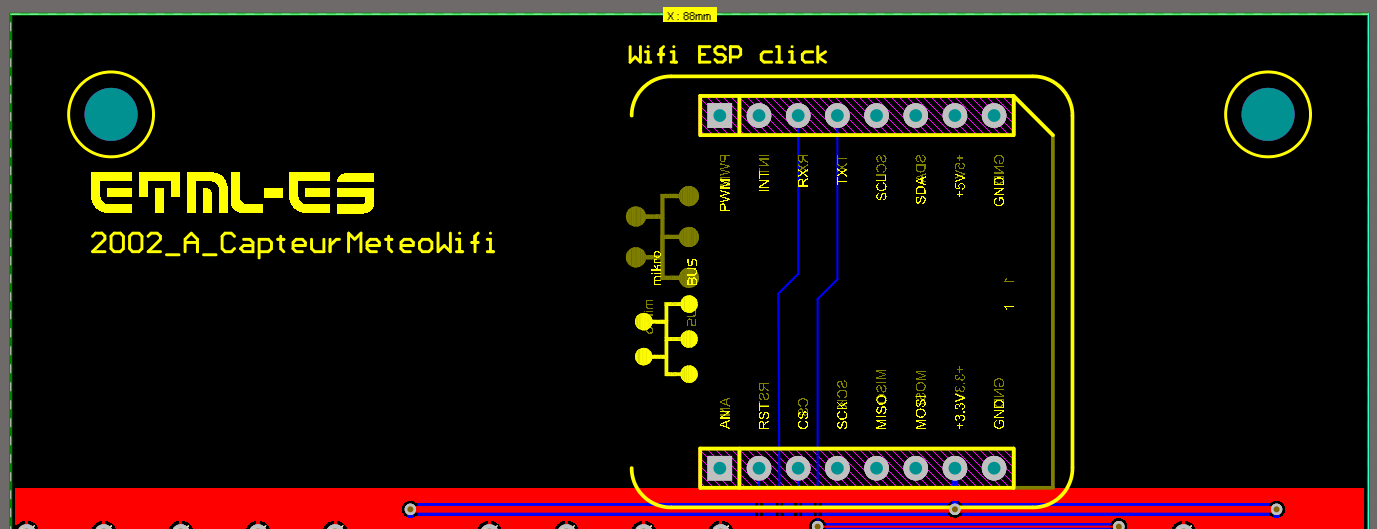 X : 88mm
Wifi ESP click
ETML-ES
2002_A_CapteurMeteoWifi
PWM
INT
RX
TX
SCL
SDA
+5V
GND
mikro
BUS
1
1
AN
RST
CS
SCK
MISO
MOSI
+3.3V
GND